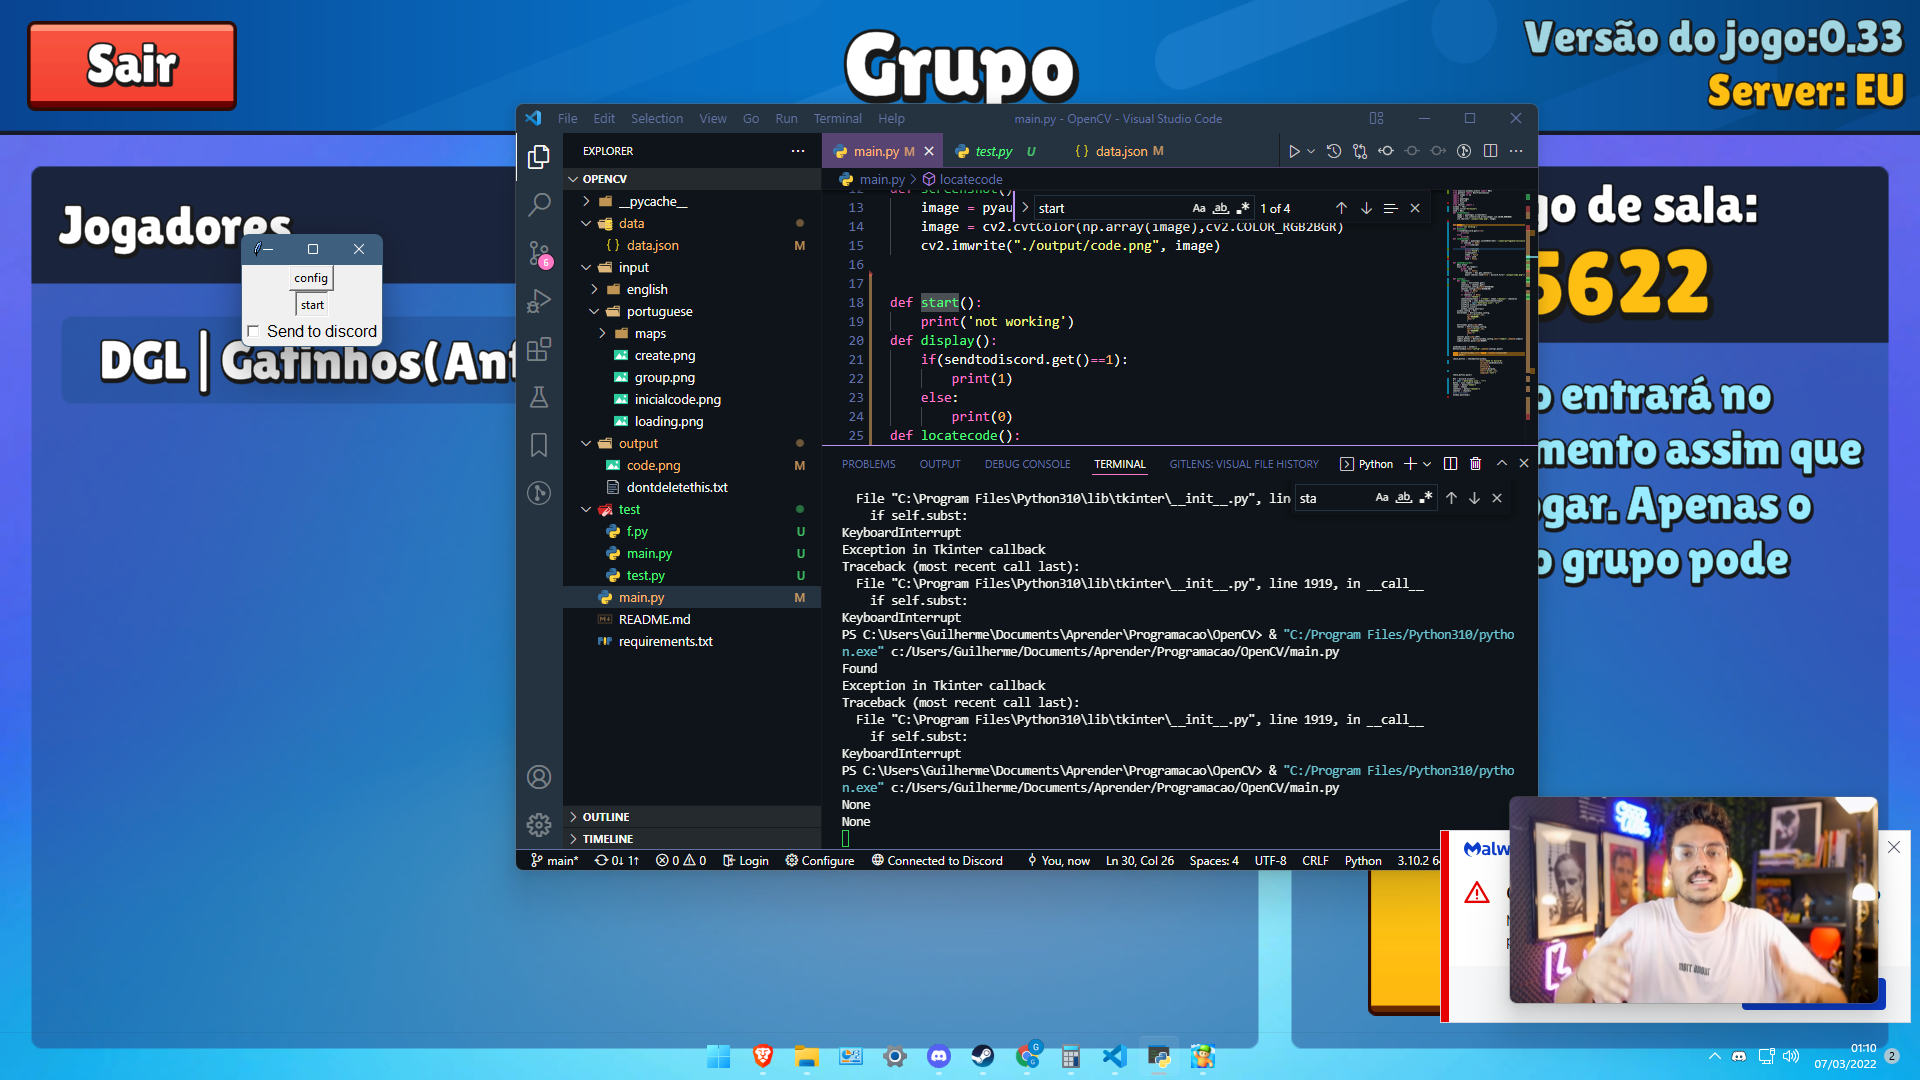 Sair
Grupo
Versão do jogo:0.33
Server: EU
File Edit Selection View Go Run Terminal Help
main.py - OpenCV - Visual Studio Code
EXPLORER
main.py M
test.py U
{ } data.json M
OPENCV
main.py > locatecode
__pycache__
data
{ } data.json M
input
english
portuguese
maps
create.png
group.png
inicialcode.png
loading.png
output
code.png M
dontdeletethis.txt
test
f.py U
main.py U
test.py U
main.py M
README.md
requirements.txt
OUTLINE
TIMELINE
6
start
Aa ab
1 of 4
13 image = pyau
14 image = cv2.cvtColor(np.array(image),cv2.COLOR_RGB2BGR)
15 cv2.imwrite("./output/code.png", image)
16
17
18 def start():
19 print('not working')
20 def display():
21 if(sendtodiscord.get()==1):
22 print(1)
23 else:
24 print(0)
25 def locatecode():
PROBLEMS OUTPUT DEBUG CONSOLE TERMINAL GITLENS: VISUAL FILE HISTORY
Python
sta
Aa ab
File "C:\Program Files\Python310\lib\tkinter\__init__.py", lin
if self.subst:
KeyboardInterrupt
Exception in Tkinter callback
Traceback (most recent call last):
File "C:\Program Files\Python310\lib\tkinter\__init__.py", line 1919, in __call__
if self.subst:
KeyboardInterrupt
PS C:\Users\Guilherme\Documents\Aprender\Programacao\OpenCV> & "C:/Program Files/Python310/pytho
n.exe" c:/Users/Guilherme/Documents/Aprender/Programacao/OpenCV/main.py
Found
Exception in Tkinter callback
Traceback (most recent call last):
File "C:\Program Files\Python310\lib\tkinter\__init__.py", line 1919, in __call__
if self.subst:
KeyboardInterrupt
PS C:\Users\Guilherme\Documents\Aprender\Programacao\OpenCV> & "C:/Program Files/Python310/pytho
n.exe" c:/Users/Guilherme/Documents/Aprender/Programacao/OpenCV/main.py
None
None
main* 0↓ 1↑ 0 0 Login Configure Connected to Discord You, now Ln 30, Col 26 Spaces: 4 UTF-8 CRLF Python 3.10.2 6
Jogadores
config
start
Send to discord
DGL | Gatinhos(An
go de sala:
5622
o entrará no
mento assim que
gar. Apenas o
o grupo pode
Malw
01:10
07/03/2022
2